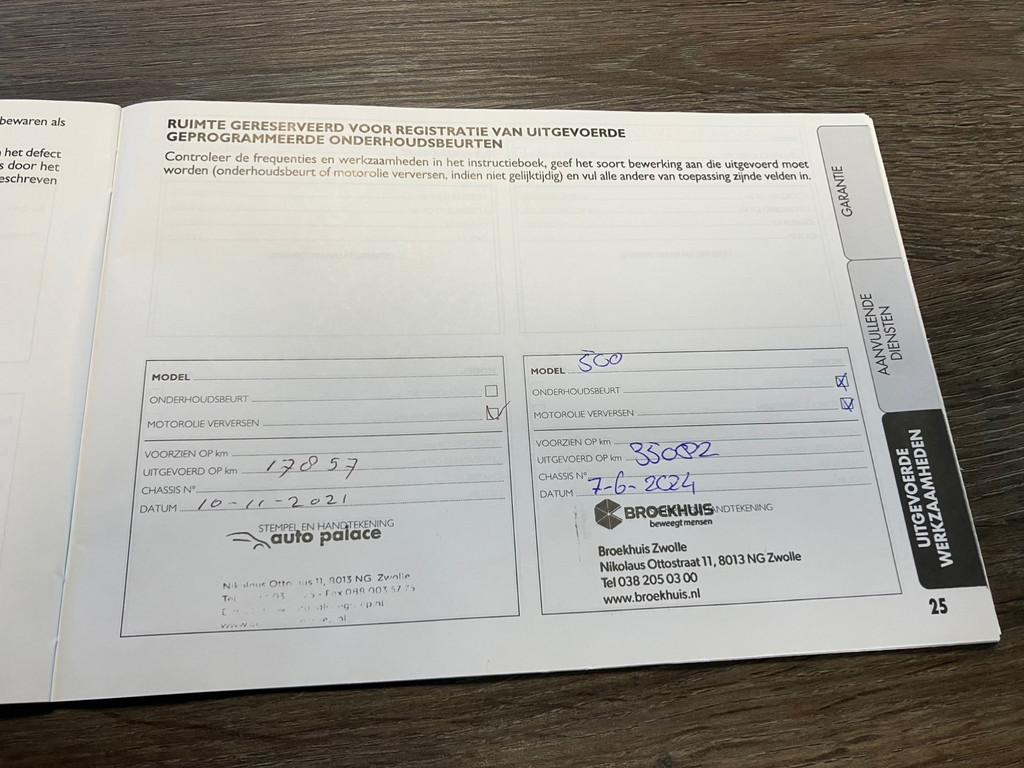 bewaren als
het defect
s door het
eschreven
RUIMTE GERESERVEERD VOOR REGISTRATIE VAN UITGEVOERDE
GEPROGRAMMEERDE ONDERHOUDSBEURTEN
Controleer de frequenties en werkzaamheden in het instructieboek, geef het soort bewerking aan die uitgevoerd moet
worden (onderhoudsbeurt of motorolie verversen, indien niet gelijktijdig) en vul alle andere van toepassing zijnde velden in.
MODEL
ONDERHOUDSBEURT
MOTOROLIE VERVERSEN
VOORZIEN OP km
UITGEVOERD OP km 17857
CHASSIS N°
DATUM 10-11-2021
STEMPEL EN HANDTEKENING
auto palace
11, 8013 NG Zwolle
MODEL 500
ONDERHOUDSBEURT
MOTOROLIE VERVERSEN
VOORZIEN OP km
UITGEVOERD OP km 35082
CHASSIS N°
DATUM 7-6-2024
HANDTEKENING
BROEKHUIS
beweegt mensen
Broekhuis Zwolle
Nikolaus Ottostraat 11, 8013 NG Zwolle
Tel 038 205 03 00
www.broekhuis.nl
GARANTIE
AANVULLENDE
DIENSTEN
UITGEVOERDE
WERKZAAMHEDEN
25